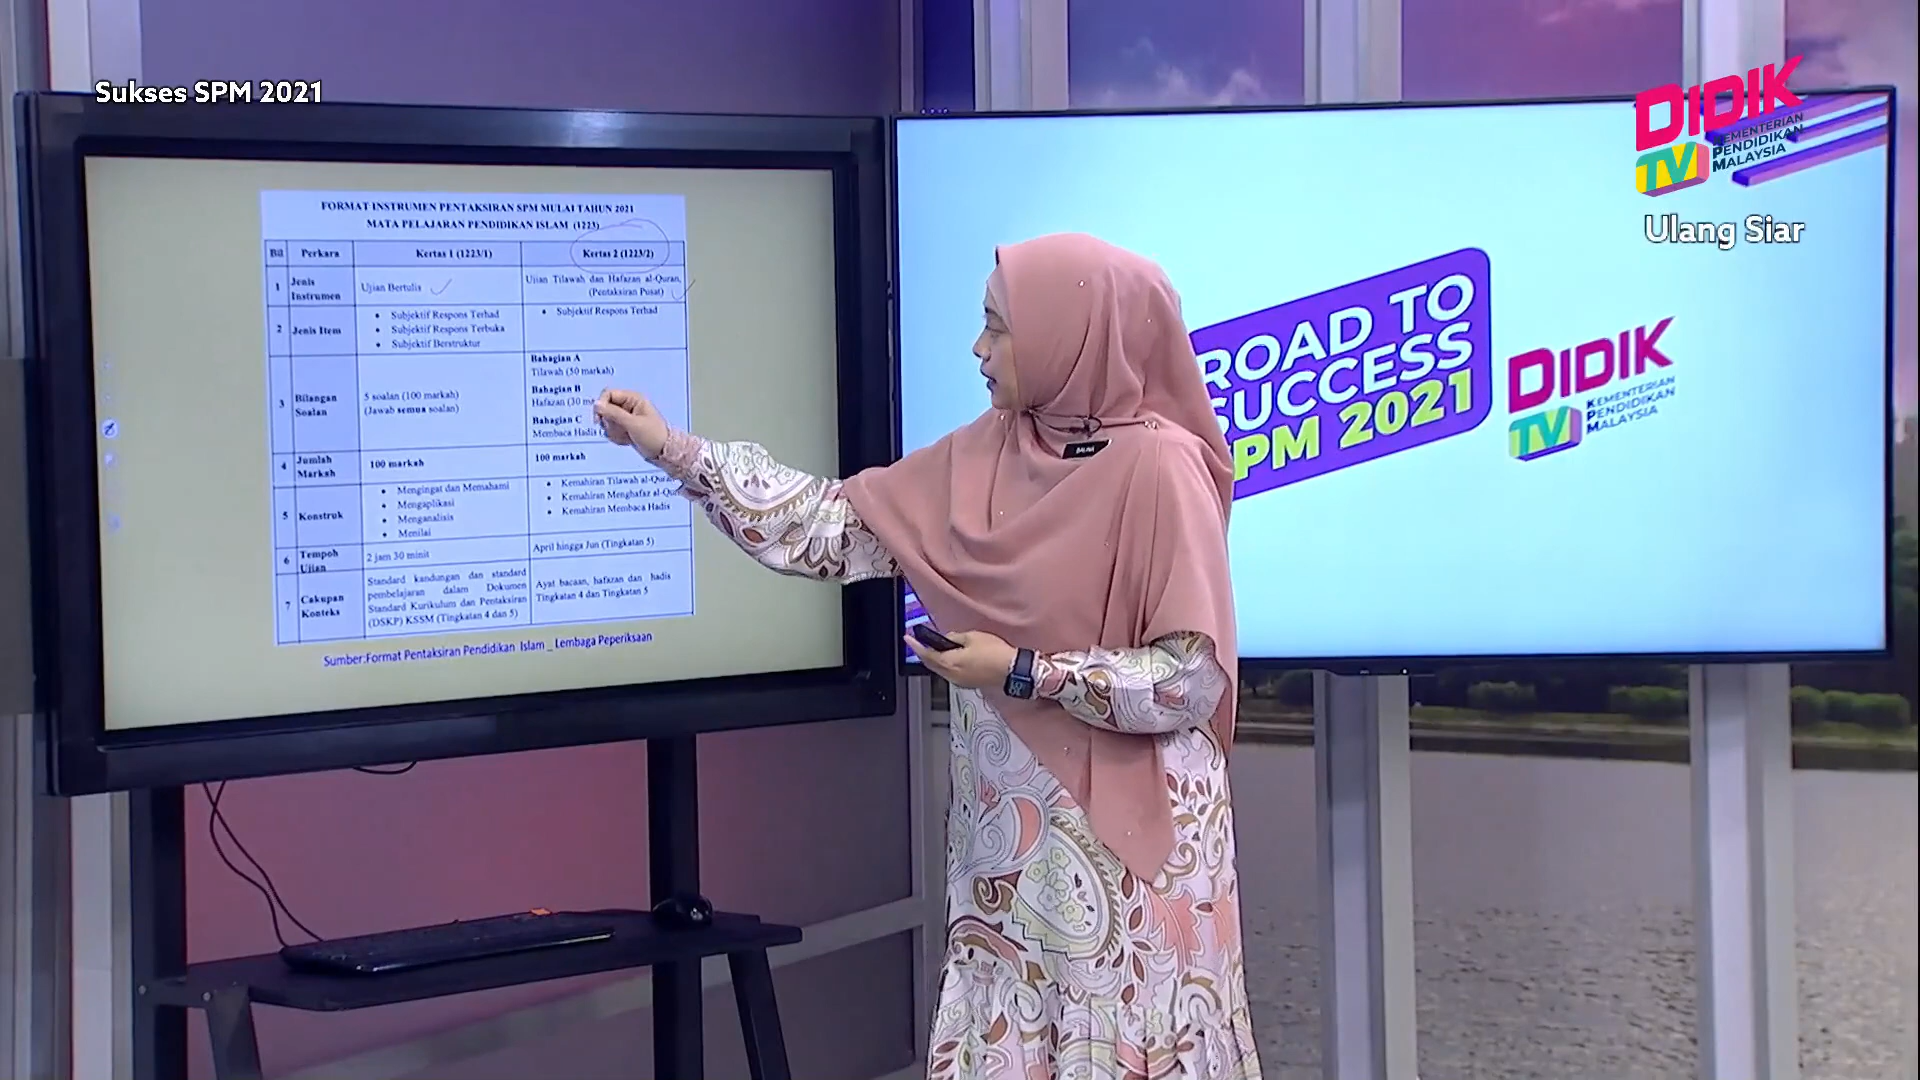 Sukses SPM 2021
DIDIK
TV
KEMENTERIAN
PENDIDIKAN
MALAYSIA
Ulang Siar
FORMAT INSTRUMEN PENTAKSIRAN SPM MULAI TAHUN 2021
MATA PELAJARAN PENDIDIKAN ISLAM (1223)
Bil Perkara Kertas 1 (1223/1) Kertas 2 (1223/2)
1 Jenis Instrumen Ujian Bertulis Ujian Tilawah dan Hafazan al-Quran,
(Pentaksiran Pusat)
2 Jenis Item
• Subjektif Respons Terhad
• Subjektif Respons Terbuka
• Subjektif Berstruktur
• Subjektif Respons Terhad
3 Bilangan Soalan
5 soalan (100 markah)
(Jawab semua soalan)
Bahagian A
Tilawah (50 markah)
Bahagian B
Hafazan (30
Bahagian C
Membaca Hadis
4 Jumlah Markah 100 markah 100 markah
5 Konstruk
• Mengingat dan Memahami
• Mengaplikasi
• Menganalisis
• Menilai
• Kemahiran Tilawah al-Quran
• Kemahiran Menghafaz
• Kemahiran Membaca Hadis
6 Tempoh Ujian 2 jam 30 minit April hingga Jun (Tingkatan 5)
7 Cakupan Konteks
Standard kandungan dan standard
pembelajaran dalam Dokumen
Standard Kurikulum dan Pentaksiran
(DSKP) KSSM (Tingkatan 4 dan 5)
Ayat bacaan, hafazan dan hadis
Tingkatan 4 dan Tingkatan 5
Sumber:Format Pentaksiran Pendidikan Islam _ Lembaga Peperiksaan
ROAD TO
SUCCESS
SPM 2021
DIDIK
TV
KEMENTERIAN
PENDIDIKAN
MALAYSIA